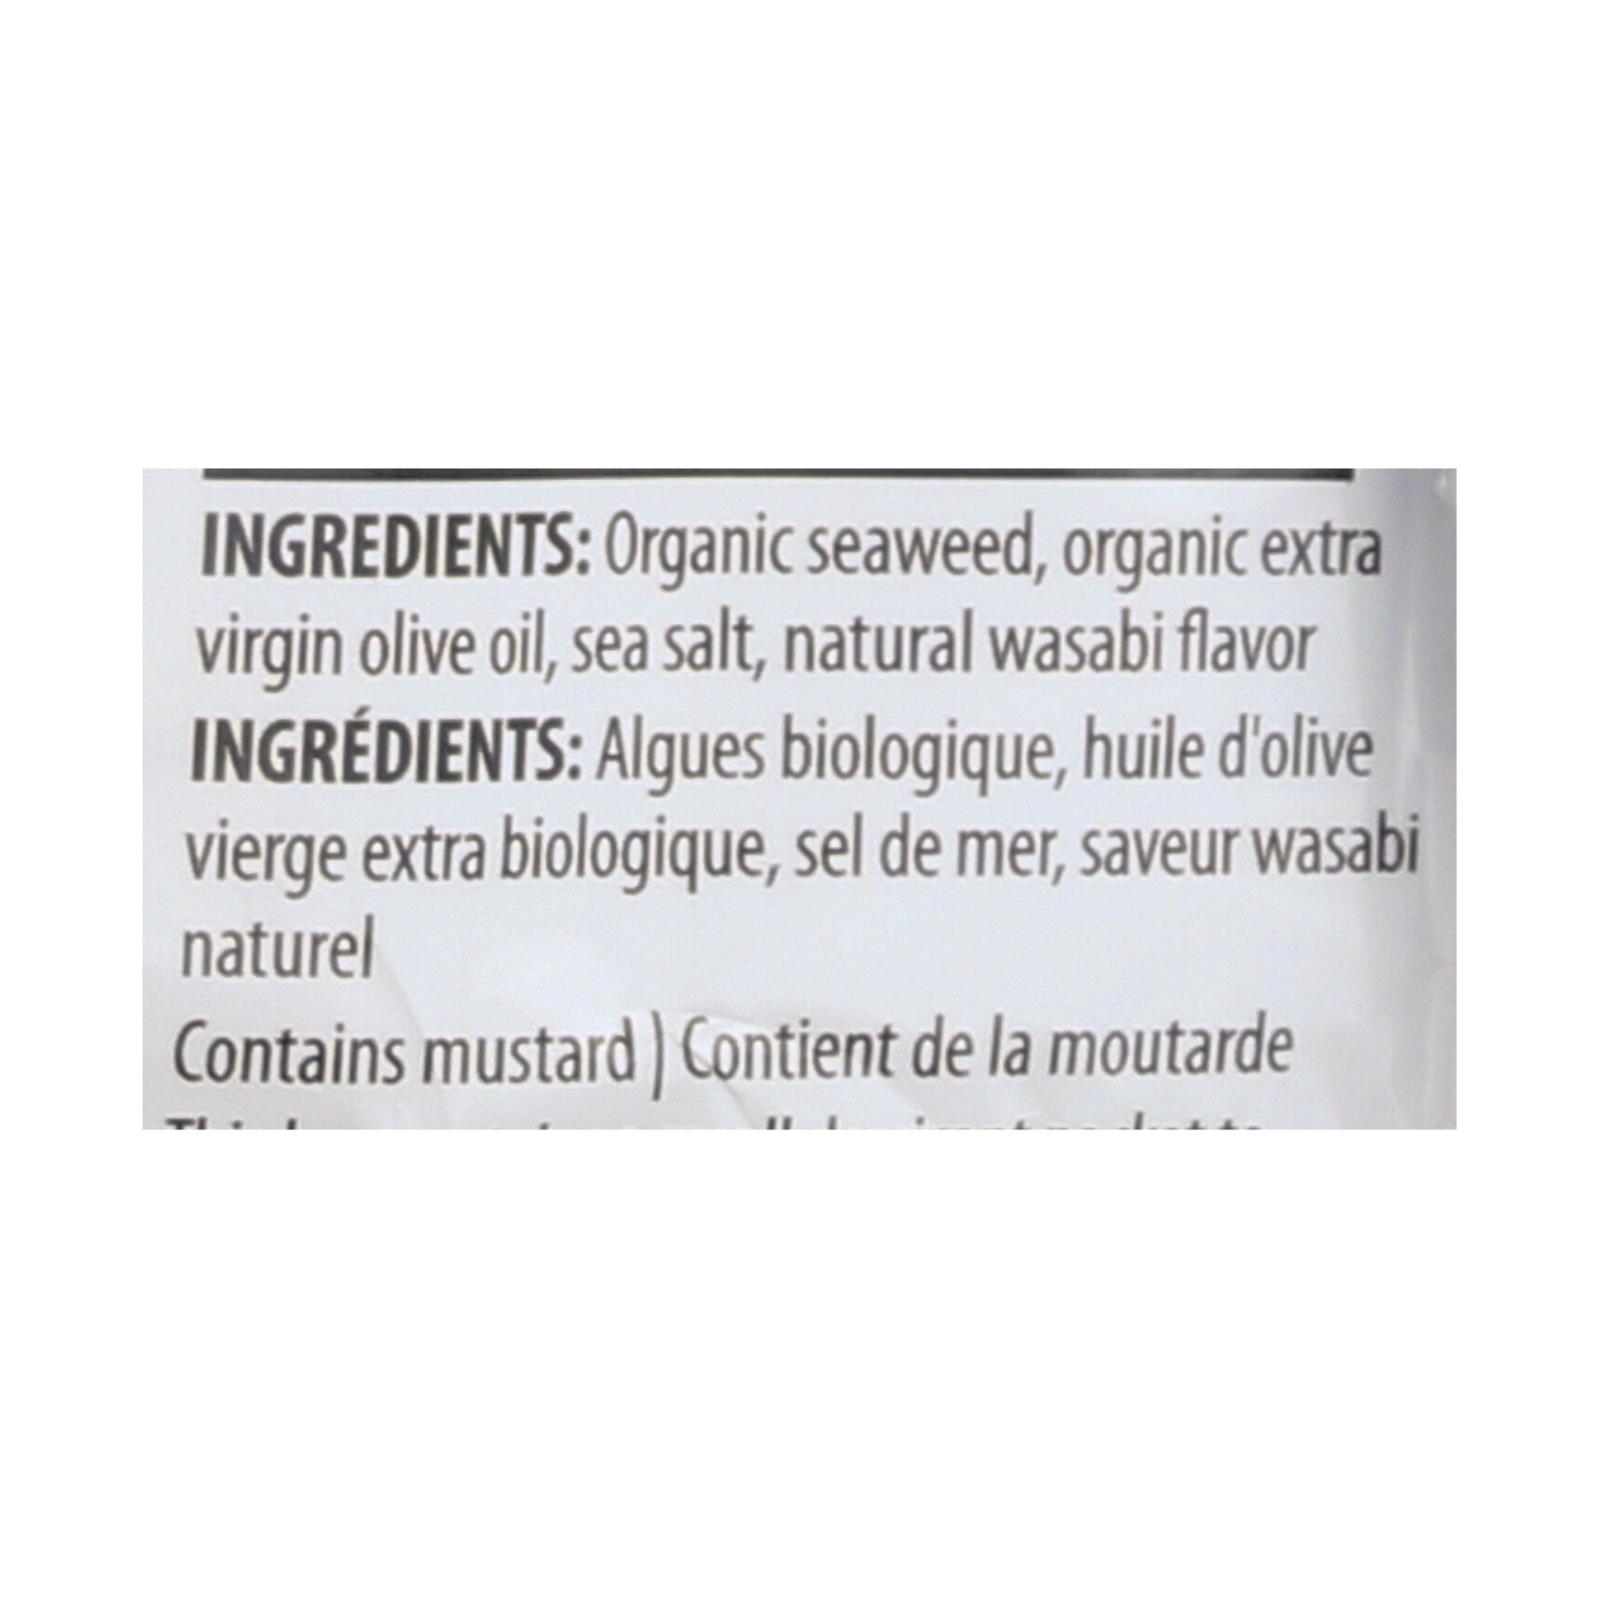 INGREDIENTS: Organic seaweed, organic extra
virgin olive oil, sea salt, natural wasabi flavor
INGRÉDIENTS: Algues biologique, huile d'olive
vierge extra biologique, sel de mer, saveur wasabi
naturel
Contains mustard | Contient de la moutarde